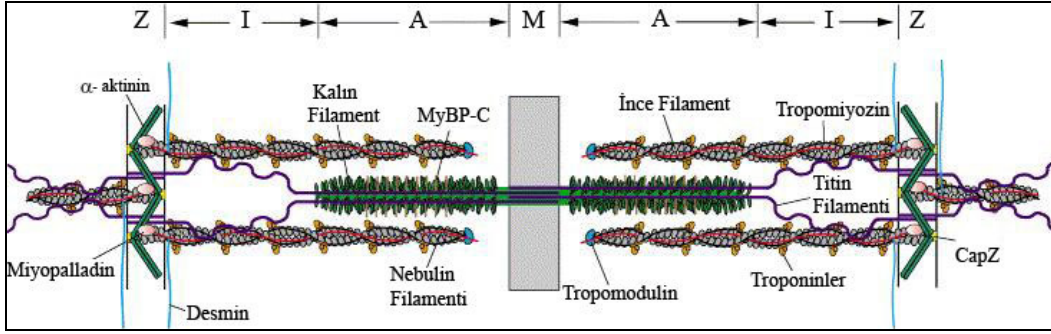 Z I A M A I Z
α- aktinin
Kalın
Filament
MyBP-C
İnce Filament
Tropomiyozin
Titin
Filamenti
Miyopalladin
Desmin
Nebulin
Filamenti
Tropomodulin
Troponinler
CapZ